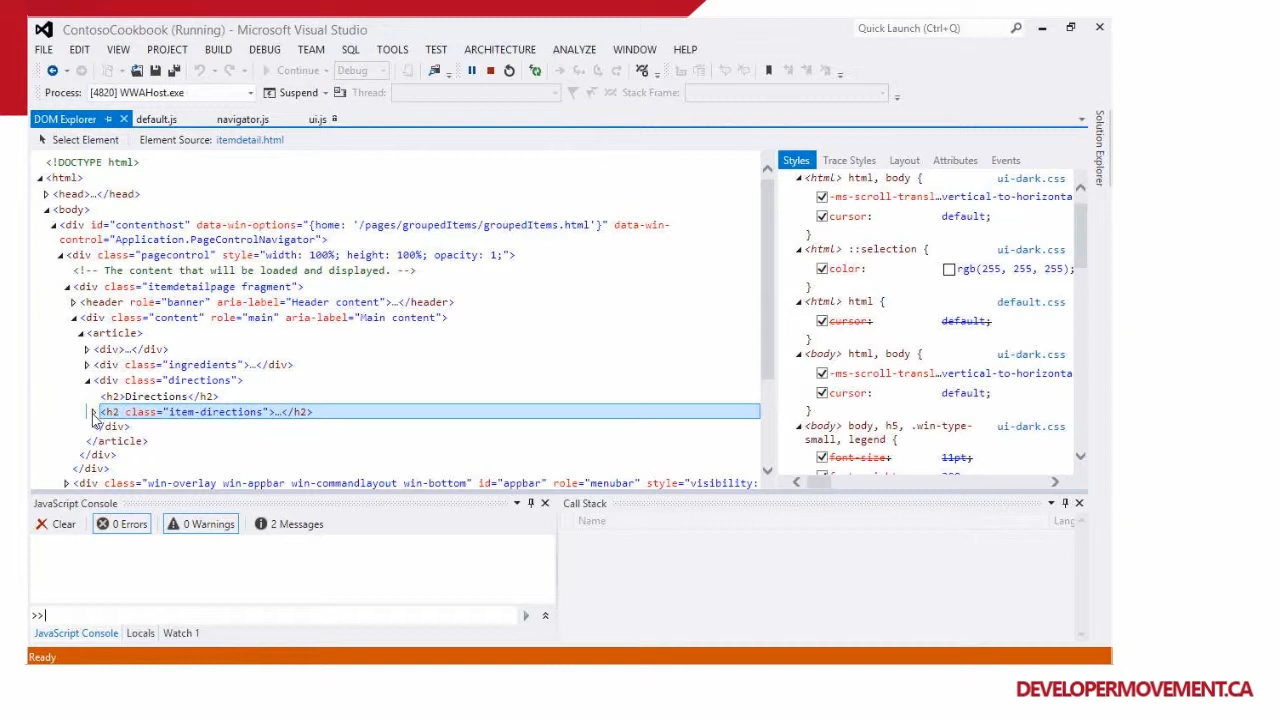 ContosoCookbook (Running) - Microsoft Visual Studio
Quick Launch (Ctrl+Q)
FILE EDIT VIEW PROJECT BUILD DEBUG TEAM SQL TOOLS TEST ARCHITECTURE ANALYZE WINDOW HELP
Continue Debug
Process: [4820] WWAHost.exe Suspend Thread: Stack Frame:
DOM Explorer default.js navigator.js ui.js
Solution Explorer
Select Element Element Source: itemdetail.html
<!DOCTYPE html>
<html>
<head>…</head>
<body>
<div id="contenthost" data-win-options="{home: '/pages/groupedItems/groupedItems.html'}" data-win-
control="Application.PageControlNavigator">
<div class="pagecontrol" style="width: 100%; height: 100%; opacity: 1;">
<!-- The content that will be loaded and displayed. -->
<div class="itemdetailpage fragment">
<header role="banner" aria-label="Header content">…</header>
<div class="content" role="main" aria-label="Main content">
<article>
<div>…</div>
<div class="ingredients">…</div>
<div class="directions">
<h2>Directions</h2>
<h2 class="item-directions">…</h2>
</div>
</article>
</div>
</div>
<div class="win-overlay win-appbar win-commandlayout win-bottom" id="appbar" role="menubar" style="visibility:
Styles Trace Styles Layout Attributes Events
<html> html, body { ui-dark.css
-ms-scroll-transl…vertical-to-horizonta
cursor: default;
}
<html> ::selection { ui-dark.css
color: rgb(255, 255, 255);
}
<html> html { default.css
cursor: default;
}
<body> html, body { ui-dark.css
-ms-scroll-transl…vertical-to-horizonta
cursor: default;
}
<body> body, h5, .win-type- ui-dark.css
small, legend {
font-size: 11pt;
JavaScript Console
Clear 0 Errors 0 Warnings 2 Messages
>>
JavaScript Console Locals Watch 1
Call Stack
Name Lang
Ready
DEVELOPERMOVEMENT.CA